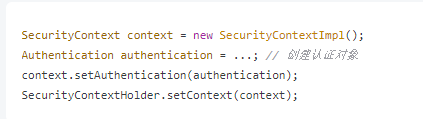 SecurityContext context = new SecurityContextImpl();
Authentication authentication = ...; // 创建认证对象
context.setAuthentication(authentication);
SecurityContextHolder.setContext(context);